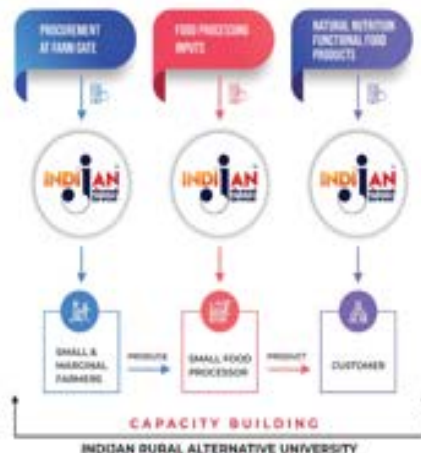 PROCUREMENT
AT FARM GATE
FOOD PROCESSING
INPUTS
NATURAL NUTRITION
FUNCTIONAL FOOD
PRODUCTS
INDIJAN
INDIJAN
INDIJAN
SMALL &
MARGINAL
FARMERS
PRODUCE
SMALL FOOD
PROCESSOR
PRODUCT
CUSTOMER
CAPACITY BUILDING
INDIJAN RURAL ALTERNATIVE UNIVERSITY